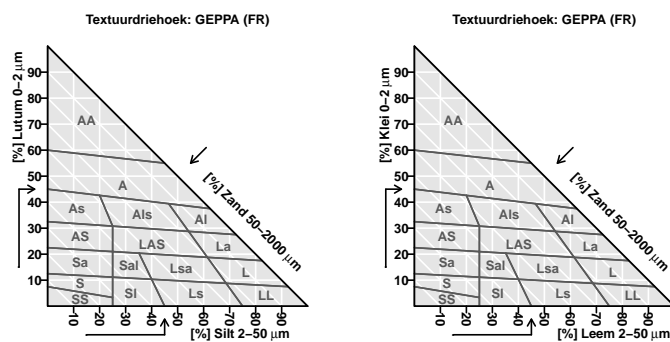 Textuurdriehoek: GEPPA (FR)
90
80
70
60
50
40
30
20
10
[%] Lutum 0–2 µm
[%] Zand 50–2000 µm
AA
A
As
Als
Al
AS
LAS
La
Sa
Sal
Lsa
L
S
SS
Sl
Ls
LL
10
20
30
40
50
60
70
80
90
[%] Silt 2–50 µm
Textuurdriehoek: GEPPA (FR)
90
80
70
60
50
40
30
20
10
[%] Klei 0–2 µm
[%] Zand 50–2000 µm
AA
A
As
Als
Al
AS
LAS
La
Sa
Sal
Lsa
L
S
SS
Sl
Ls
LL
10
20
30
40
50
60
70
80
90
[%] Leem 2–50 µm